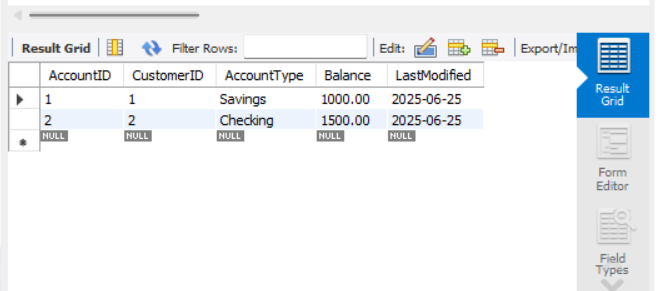 Result Grid Filter Rows: Edit: Export/Im
AccountID CustomerID AccountType Balance LastModified
1 1 Savings 1000.00 2025-06-25
2 2 Checking 1500.00 2025-06-25
NULL NULL NULL NULL NULL
Result
Grid
Form
Editor
Field
Types